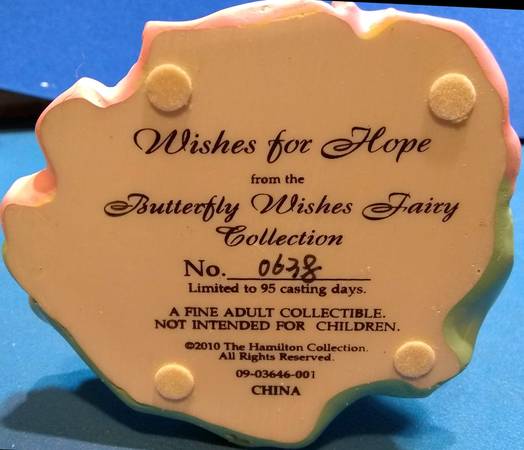 Wishes for Hope
from the
Butterfly Wishes Fairy
Collection
No. 0638
Limited to 95 casting days.
A FINE ADULT COLLECTIBLE.
NOT INTENDED FOR CHILDREN.
©2010 The Hamilton Collection.
All Rights Reserved.
09-03646-001
CHINA